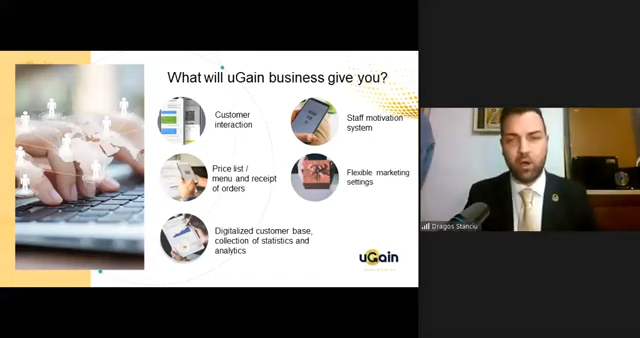 What will uGain business give you?
Customer
interaction
Price list /
menu and receipt
of orders
Digitalized customer base,
collection of statistics and
analytics
Staff motivation
system
Flexible marketing
settings
uGain
Dragos Stanciu